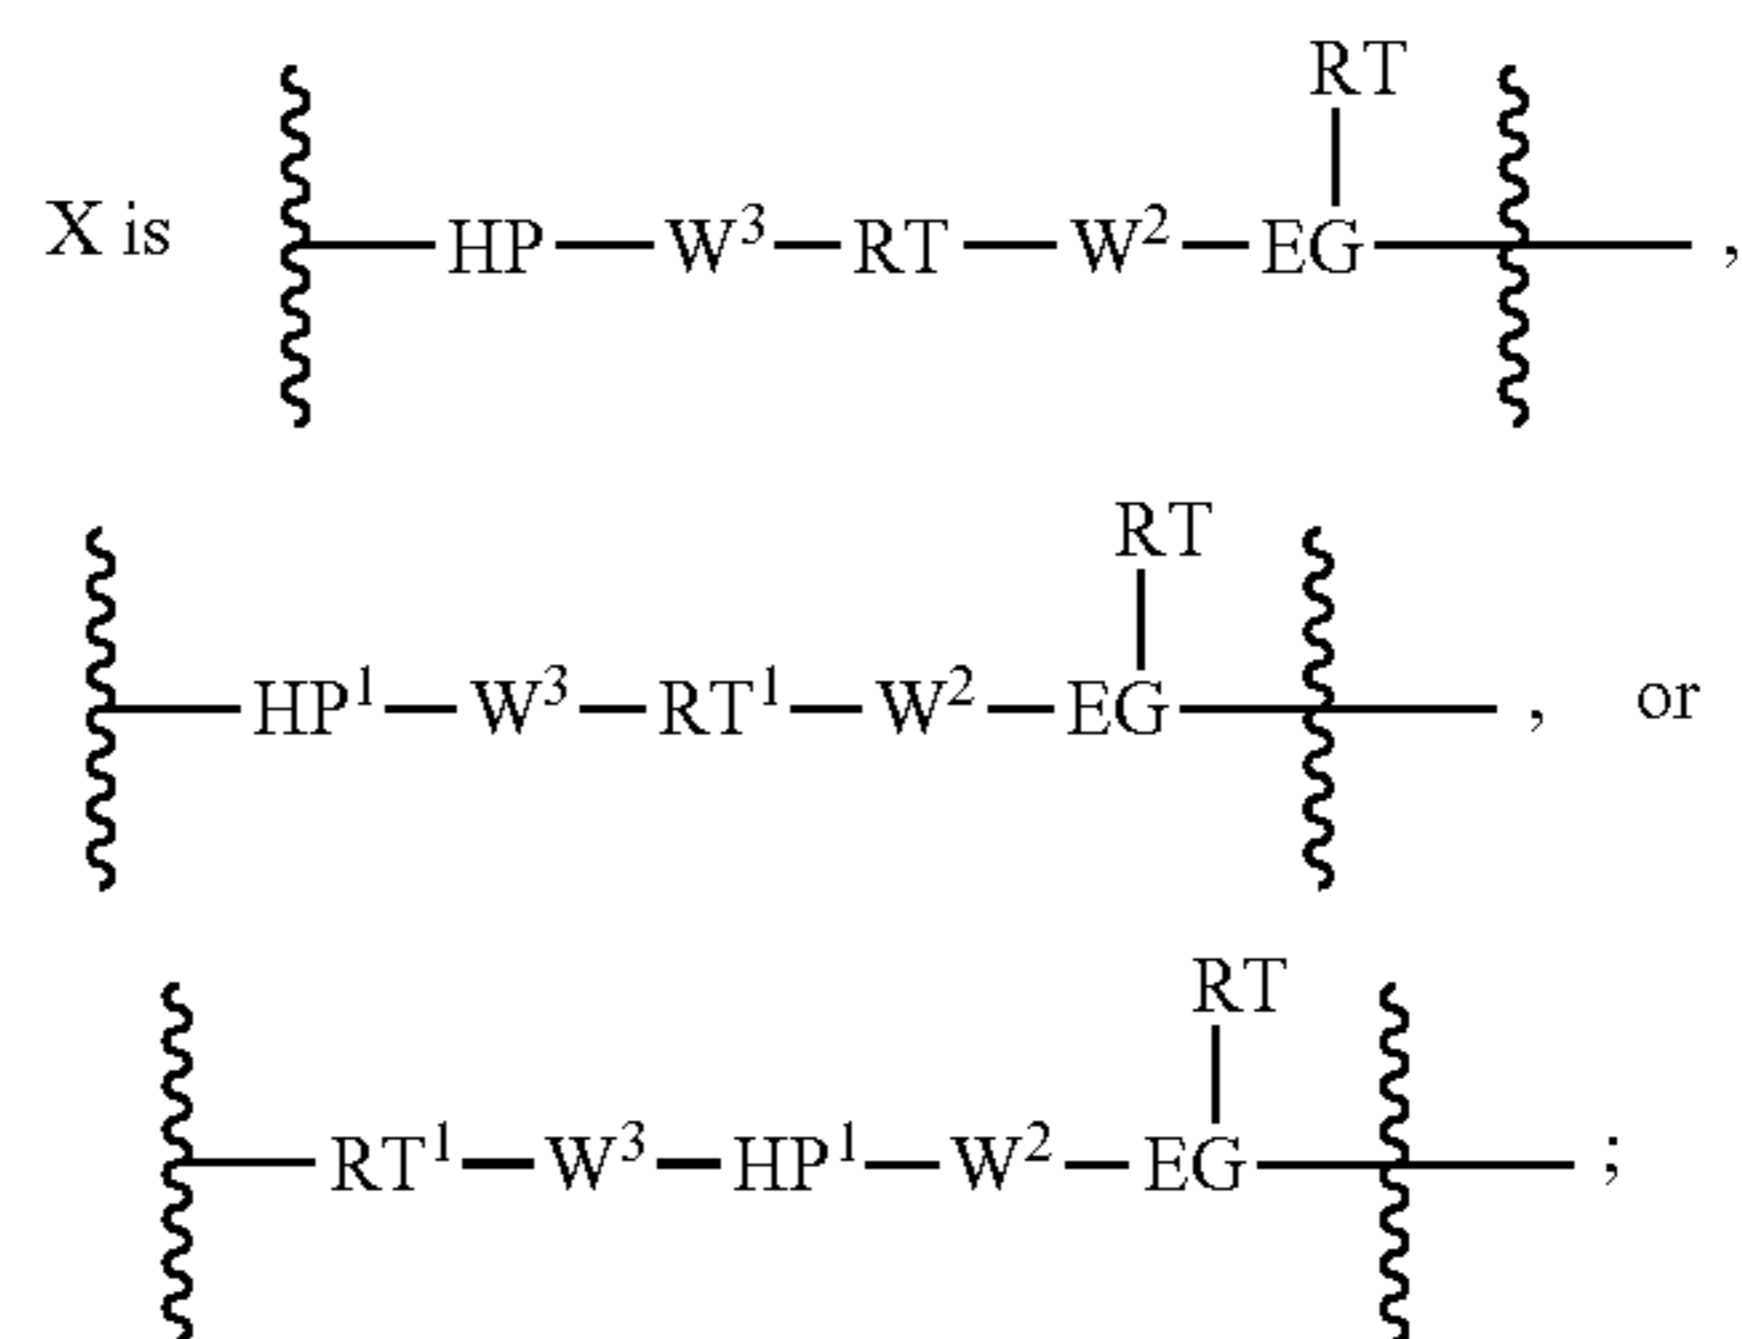 RT
X is HP—W³—RT—W²—EG ,
RT
HP¹—W³—RT¹—W²—EG , or
RT
RT¹—W³—HP¹—W²—EG ;